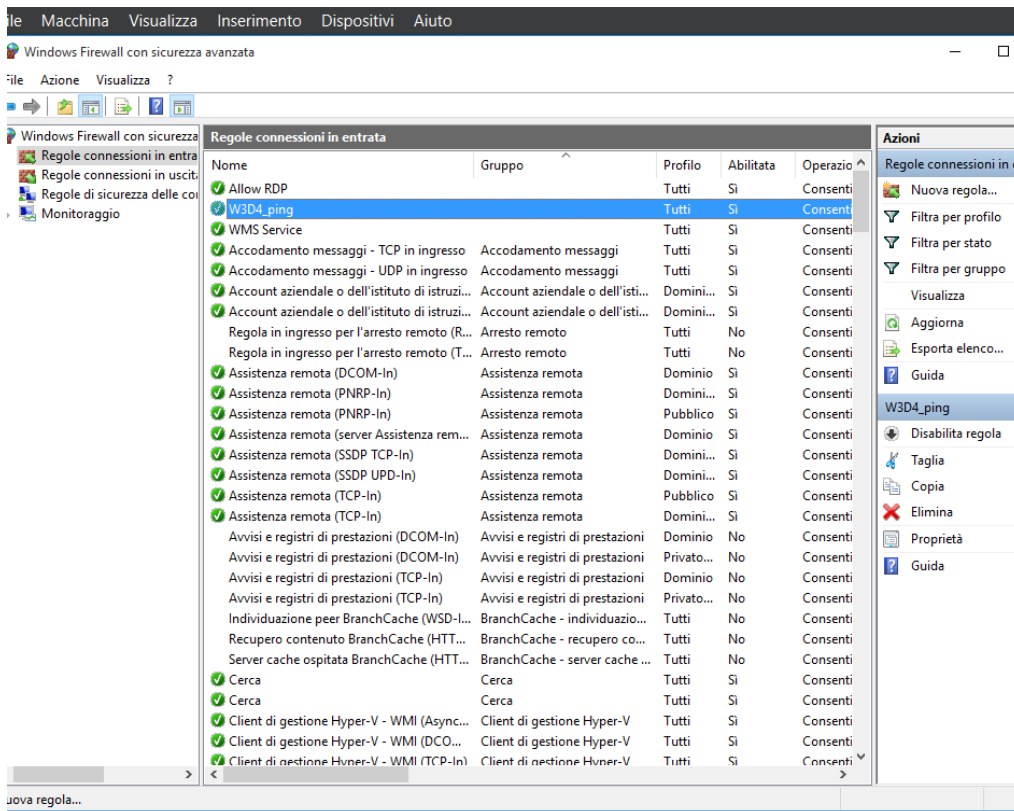 ile Macchina Visualizza Inserimento Dispositivi Aiuto
Windows Firewall con sicurezza avanzata
File Azione Visualizza ?
Windows Firewall con sicurezza
Regole connessioni in entra
Regole connessioni in uscit
Regole di sicurezza delle co
Monitoraggio
Regole connessioni in entrata
Nome Gruppo Profilo Abilitata Operazio
Allow RDP Tutti Sì Consenti
W3D4_ping Tutti Sì Consenti
WMS Service Tutti Sì Consenti
Accodamento messaggi - TCP in ingresso Accodamento messaggi Tutti Sì Consenti
Accodamento messaggi - UDP in ingresso Accodamento messaggi Tutti Sì Consenti
Account aziendale o dell'istituto di istruzi... Account aziendale o dell'isti... Domini... Sì Consenti
Account aziendale o dell'istituto di istruzi... Account aziendale o dell'isti... Domini... Sì Consenti
Regola in ingresso per l'arresto remoto (R... Arresto remoto Tutti No Consenti
Regola in ingresso per l'arresto remoto (T... Arresto remoto Tutti No Consenti
Assistenza remota (DCOM-In) Assistenza remota Dominio Sì Consenti
Assistenza remota (PNRP-In) Assistenza remota Domini... Sì Consenti
Assistenza remota (PNRP-In) Assistenza remota Pubblico Sì Consenti
Assistenza remota (server Assistenza rem... Assistenza remota Dominio Sì Consenti
Assistenza remota (SSDP TCP-In) Assistenza remota Domini... Sì Consenti
Assistenza remota (SSDP UPD-In) Assistenza remota Domini... Sì Consenti
Assistenza remota (TCP-In) Assistenza remota Pubblico Sì Consenti
Assistenza remota (TCP-In) Assistenza remota Domini... Sì Consenti
Avvisi e registri di prestazioni (DCOM-In) Avvisi e registri di prestazioni Dominio No Consenti
Avvisi e registri di prestazioni (DCOM-In) Avvisi e registri di prestazioni Privato... No Consenti
Avvisi e registri di prestazioni (TCP-In) Avvisi e registri di prestazioni Dominio No Consenti
Avvisi e registri di prestazioni (TCP-In) Avvisi e registri di prestazioni Privato... No Consenti
Individuazione peer BranchCache (WSD-I... BranchCache - individuazio... Tutti No Consenti
Recupero contenuto BranchCache (HTT... BranchCache - recupero co... Tutti No Consenti
Server cache ospitata BranchCache (HTT... BranchCache - server cache ... Tutti No Consenti
Cerca Cerca Tutti Sì Consenti
Cerca Cerca Tutti Sì Consenti
Client di gestione Hyper-V - WMI (Async... Client di gestione Hyper-V Tutti Sì Consenti
Client di gestione Hyper-V - WMI (DCO... Client di gestione Hyper-V Tutti Sì Consenti
Client di gestione Hyper-V - WMI (TCP-In) Client di gestione Hyper-V Tutti Sì Consenti
Azioni
Regole connessioni in
Nuova regola...
Filtra per profilo
Filtra per stato
Filtra per gruppo
Visualizza
Aggiorna
Esporta elenco...
Guida
W3D4_ping
Disabilita regola
Taglia
Copia
Elimina
Proprietà
Guida
uova regola...